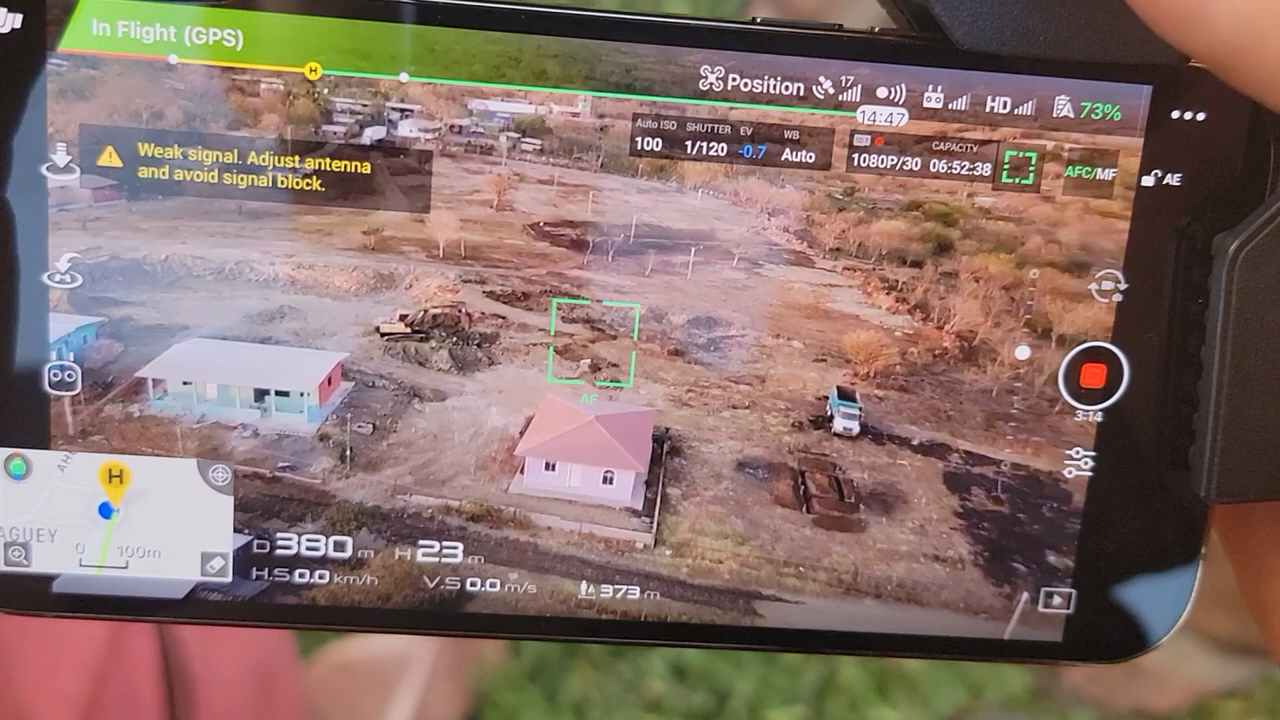 dji
In Flight (GPS)
H
Position
17
HD
73%
14:47
Weak signal. Adjust antenna
and avoid signal block.
Auto ISO
100
SHUTTER
1/120
EV
-0.7
WB
Auto
1080P/30
CAPACITY
06:52:38
AFC/MF
AE
AF
3:14
H
AGUEY
0 100m
D 380 m H 23 m
H.S 0.0 km/h V.S 0.0 m/s 373 m